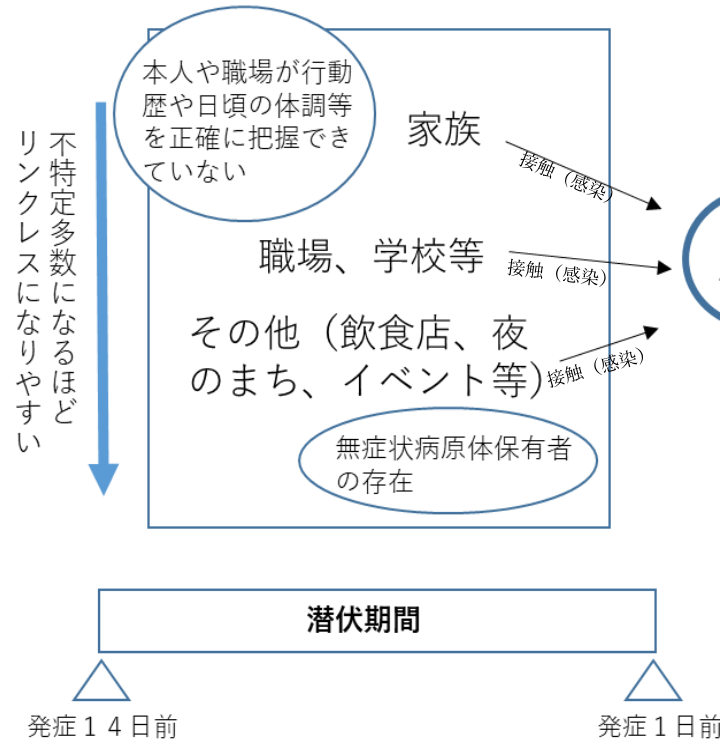 本人や職場が行動
歴や日頃の体調等
を正確に把握でき
ていない
不特定多数になるほど
リンクレスになりやすい
家族
接触（感染）
職場、学校等
接触（感染）
その他（飲食店、夜
のまち、イベント等）
接触（感染）
無症状病原体保有者
の存在
潜伏期間
発症１４日前
発症１日前